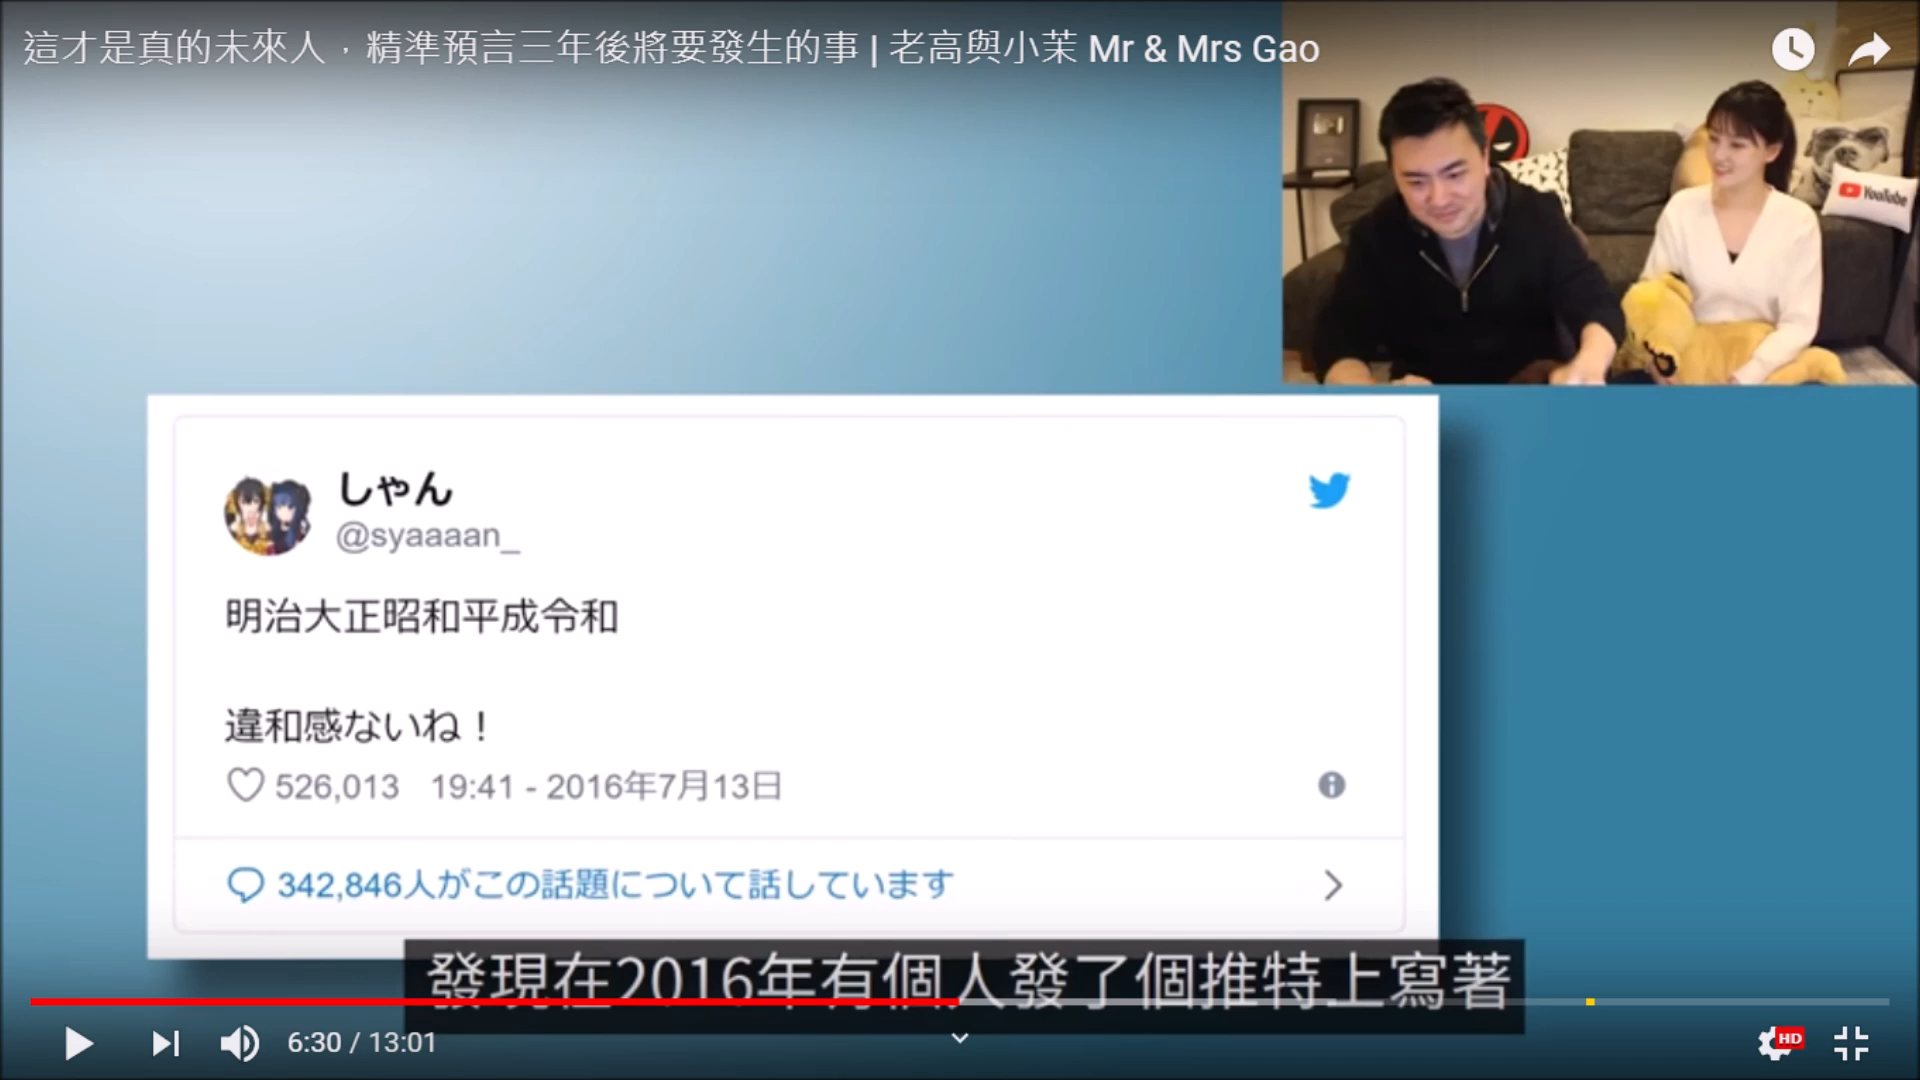 這才是真的未來人，精準預言三年後將要發生的事 | 老高與小茉 Mr & Mrs Gao
YouTube
しゃん
@syaaaan_
明治大正昭和平成令和
違和感ないね！
526,013 19:41 - 2016年7月13日
342,846人がこの話題について話しています
發現在2016年有個人發了個推特上寫著
6:30 / 13:01
HD